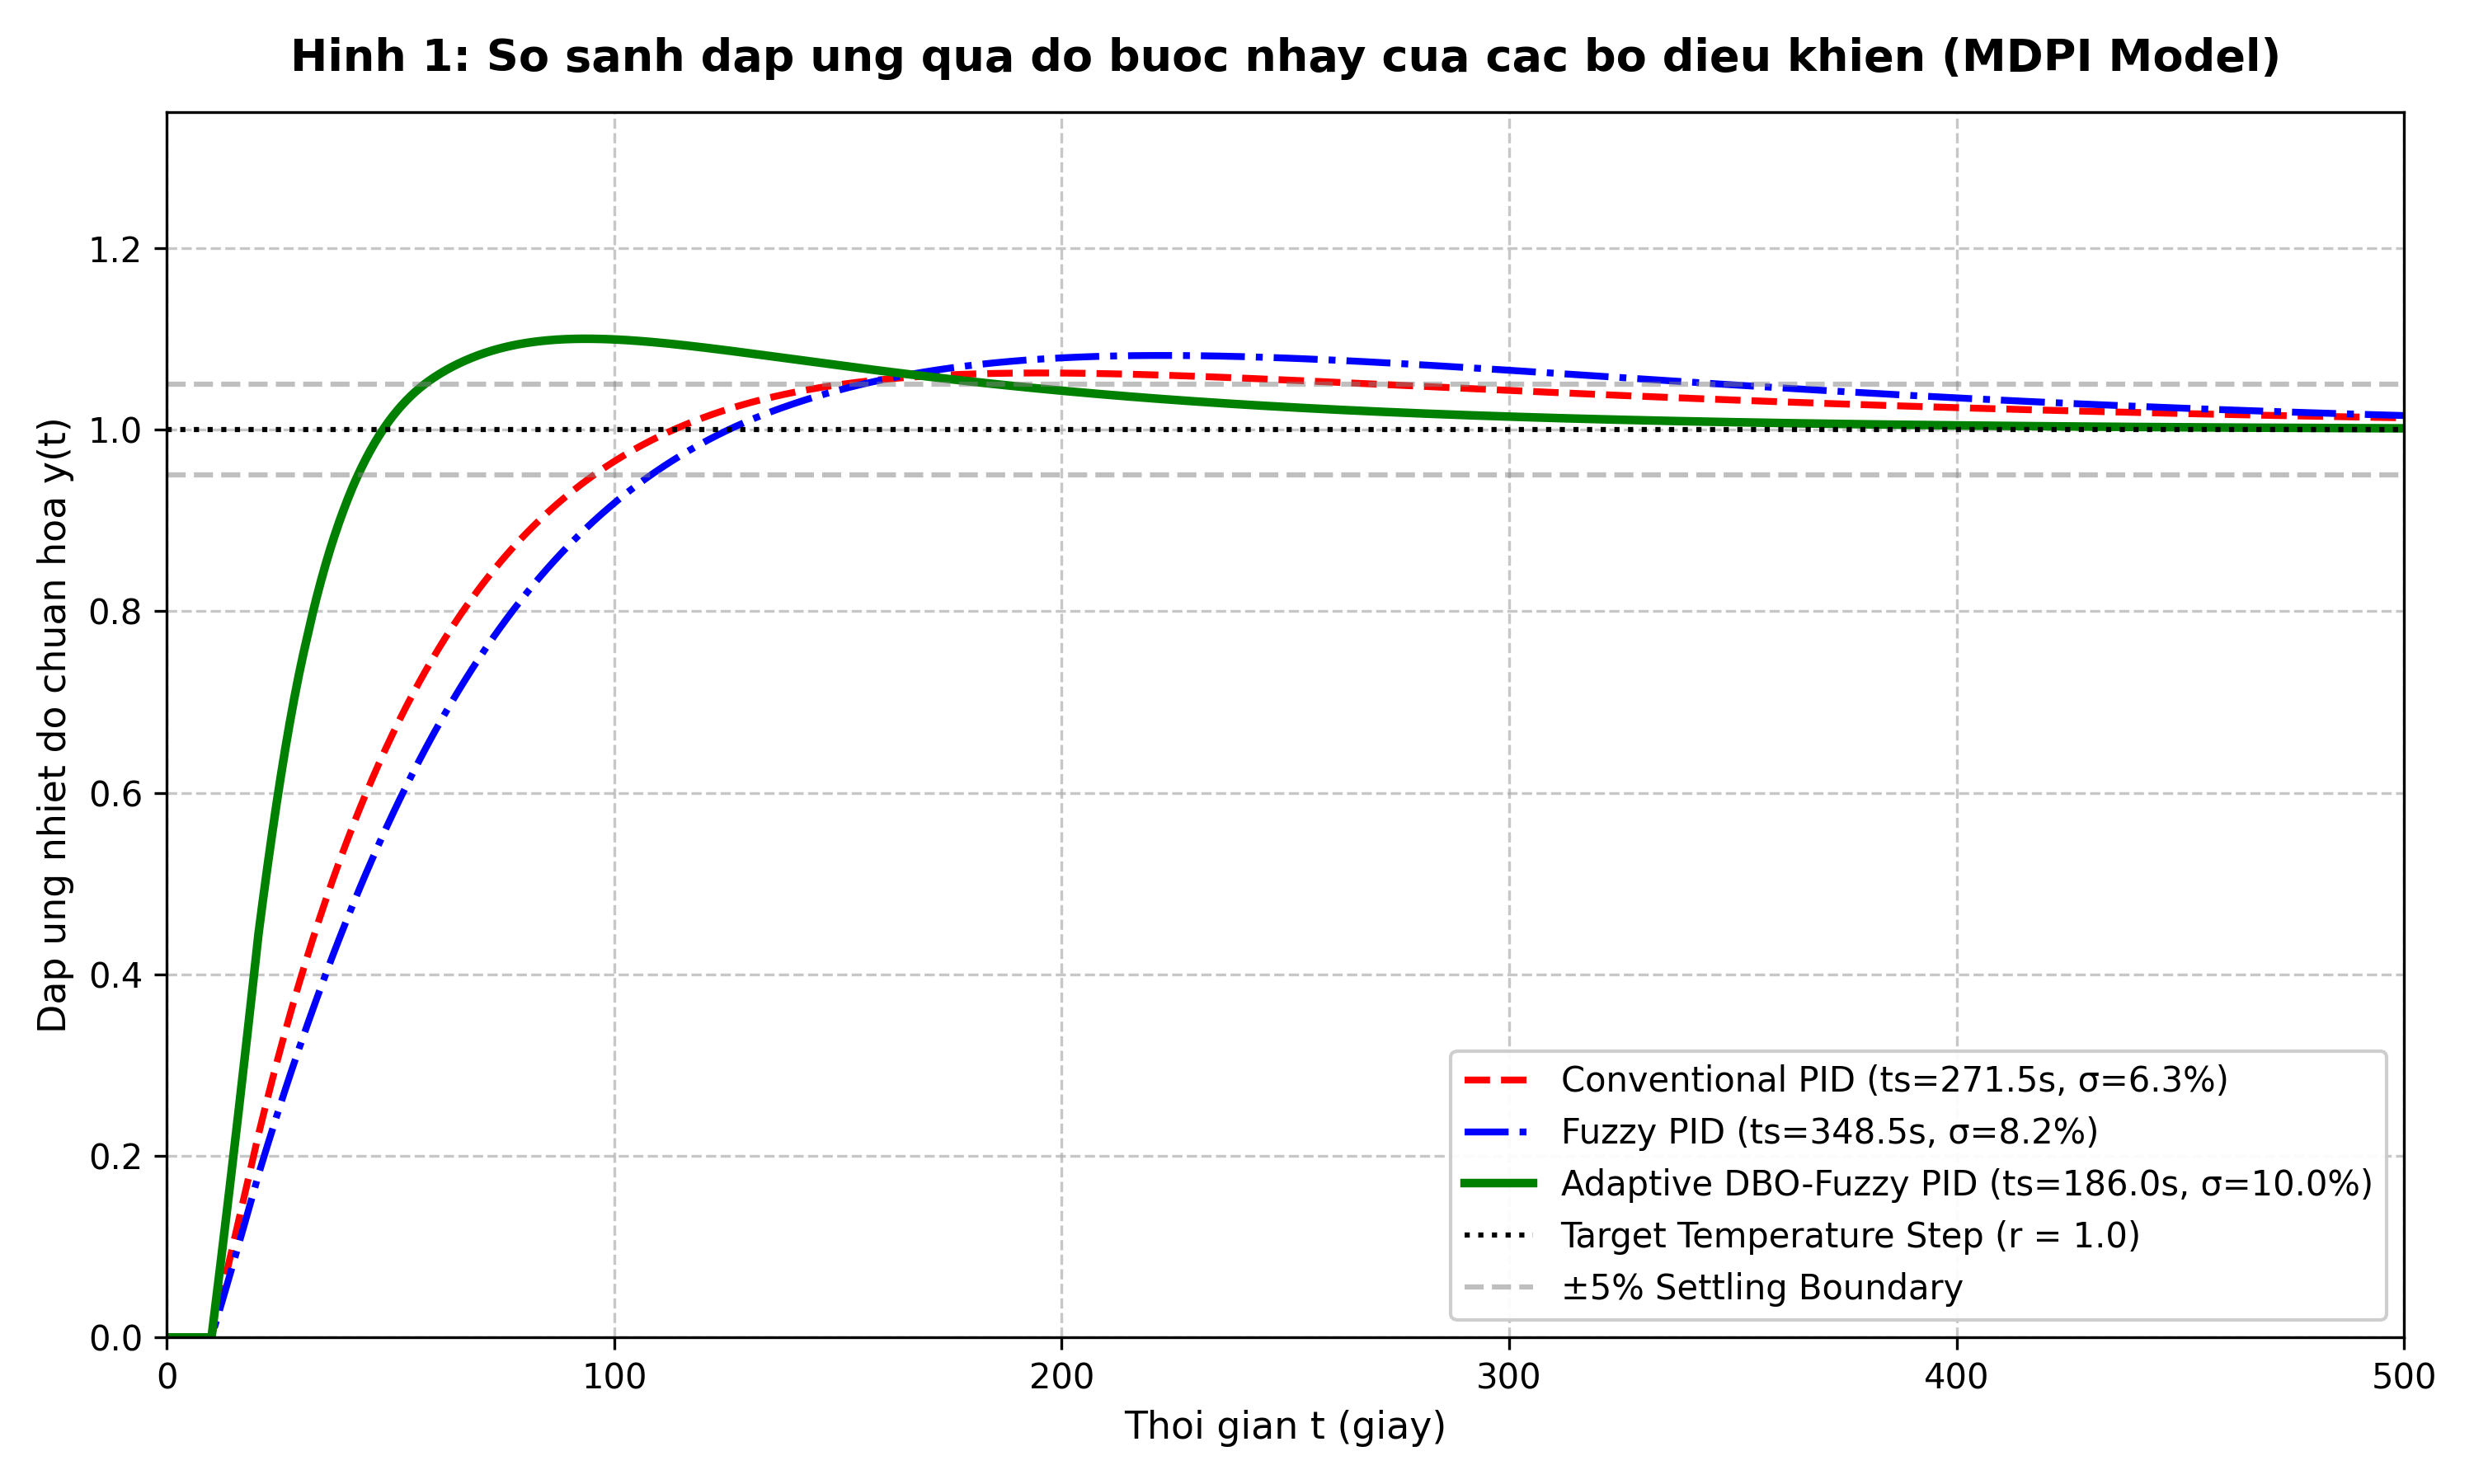 Hinh 1: So sanh dap ung qua do buoc nhay cua cac bo dieu khien (MDPI Model)
Dap ung nhiet do chuan hoa y(t)
1.2
1.0
0.8
0.6
0.4
0.2
0.0
Conventional PID (ts=271.5s, σ=6.3%)
Fuzzy PID (ts=348.5s, σ=8.2%)
Adaptive DBO-Fuzzy PID (ts=186.0s, σ=10.0%)
Target Temperature Step (r = 1.0)
±5% Settling Boundary
0 100 200 300 400 500
Thoi gian t (giay)